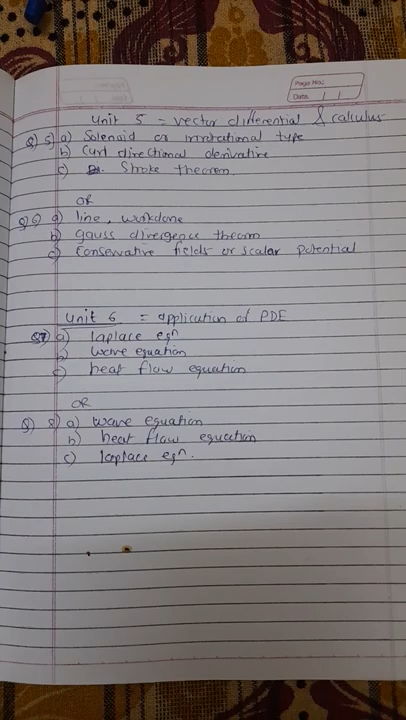 Page No.:
Date: / /
Unit 5 = vector differential & calculus
Q) 5) a) Solenoid or irrotational type
b) Curl directional derivative
c) Stroke theorem
OR
Q 6) a) line, workdone
b) gauss divergence theorm
c) Conservative fields or scalar potential
Unit 6 = application of PDE
Q7) a) laplace eqn
b) wave equation
c) heat flow equation
OR
Q) 8) a) wave equation
b) heat flow equation
c) laplace eqn.